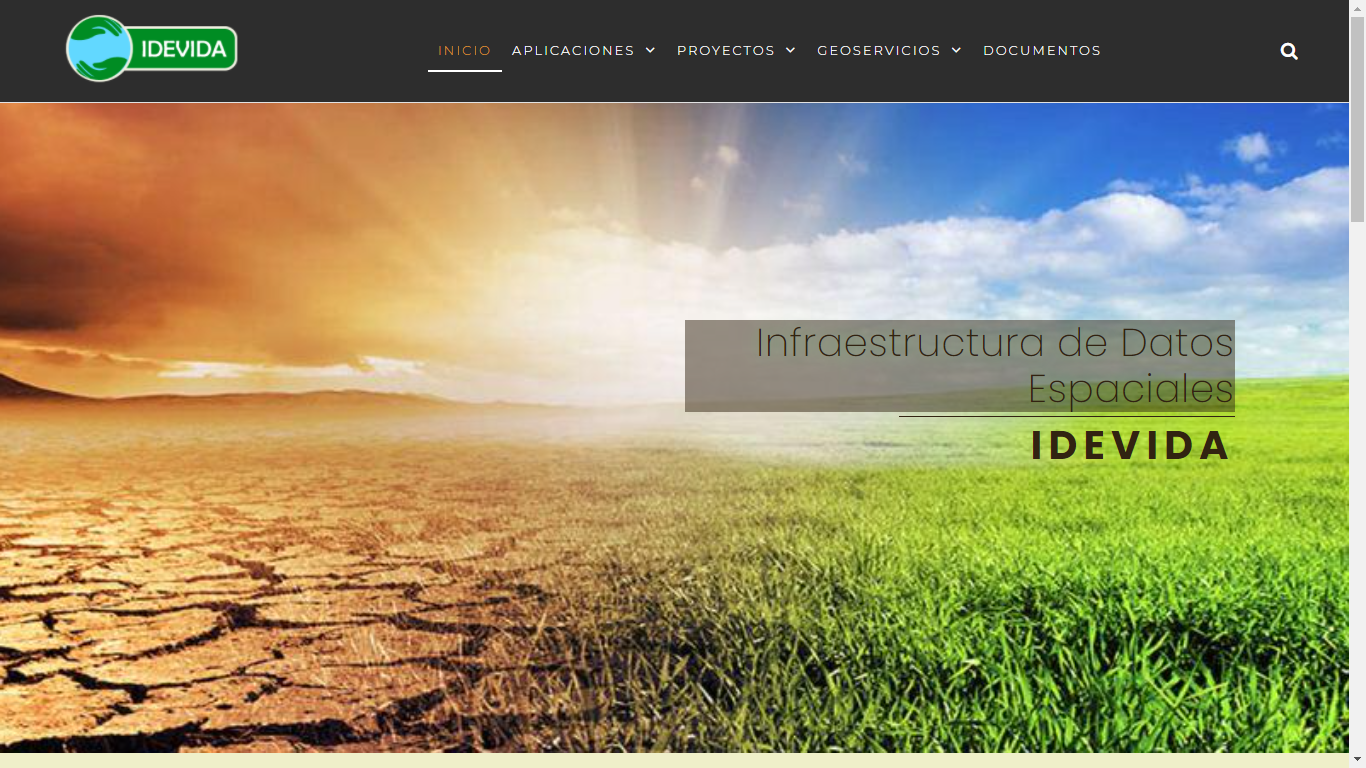 IDEVIDA
INICIO APLICACIONES PROYECTOS GEOSERVICIOS DOCUMENTOS
Infraestructura de Datos
Espaciales
IDEVIDA